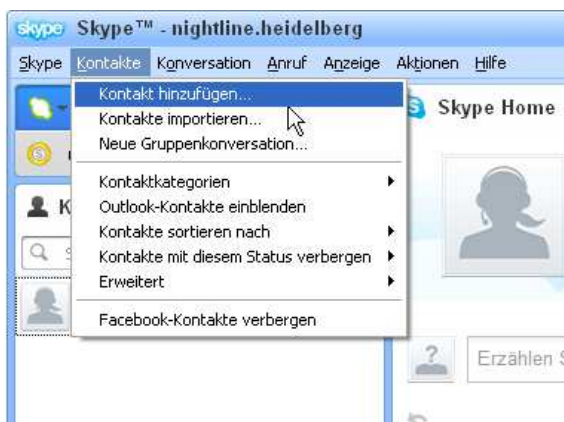 skype Skype™ - nightline.heidelberg
Skype Kontakte Konversation Anruf Anzeige Aktionen Hilfe
Kontakt hinzufügen...
Kontakte importieren...
Neue Gruppenkonversation...
Kontaktkategorien
Outlook-Kontakte einblenden
Kontakte sortieren nach
Kontakte mit diesem Status verbergen
Erweitert
Facebook-Kontakte verbergen
K
Skype Home
Erzählen S